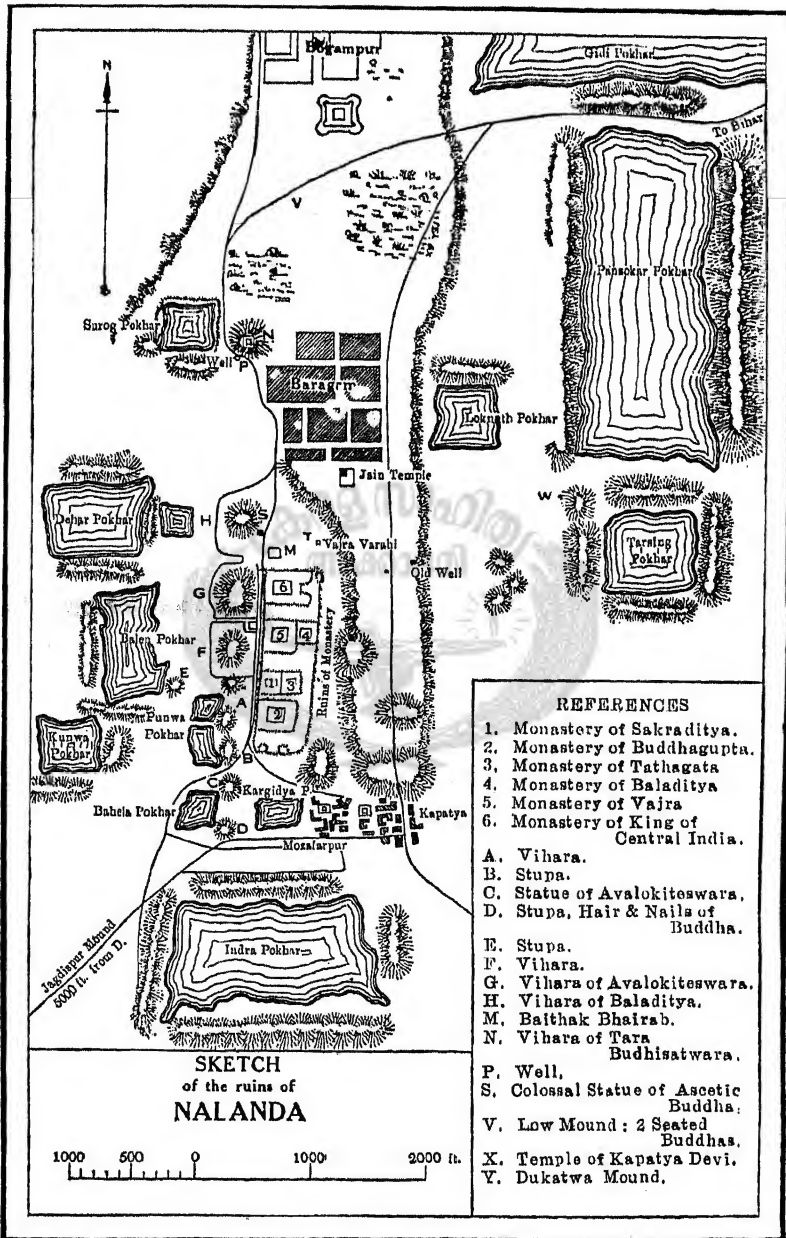 N
Begampur
Gidi Pokhar
To Bihar
V
Pansokar Pokhar
Surog Pokhar
N
Well
P
Baragaon
Loknath Pokhar
Jain Temple
W
Dehar Pokhar
H
S
T
Vajra Varahi
Tarsing
Pokhar
M
Old Well
6
G
Balen Pokhar
5
4
F
Ruins of Monastery
E
(1)
3
A
Punwa
Pokhar
2
Kunwa
Pokhar
B
C
Kargidya P.
Bahela Pokhar
D
Kapatya
Mozafarpur
Indra Pokhar
Jagdispur Mound
5000 ft. from D.
REFERENCES
1. Monastery of Sakraditya.
2. Monastery of Buddhagupta.
3. Monastery of Tathagata
4. Monastery of Baladitya
5. Monastery of Vajra
6. Monastery of King of
Central India.
A. Vihara.
B. Stupa.
C. Statue of Avalokiteswara.
D. Stupa, Hair & Nails of
Buddha.
E. Stupa.
F. Vihara.
G. Vihara of Avalokiteswara.
H. Vihara of Baladitya.
M. Baithak Bhairab.
N. Vihara of Tara
Budhisatwara.
P. Well.
S. Colossal Statue of Ascetic
Buddha.
V. Low Mound : 2 Seated
Buddhas.
X. Temple of Kapatya Devi.
Y. Dukatwa Mound.
SKETCH
of the ruins of
NALANDA
1000 500 0 1000 2000 ft.